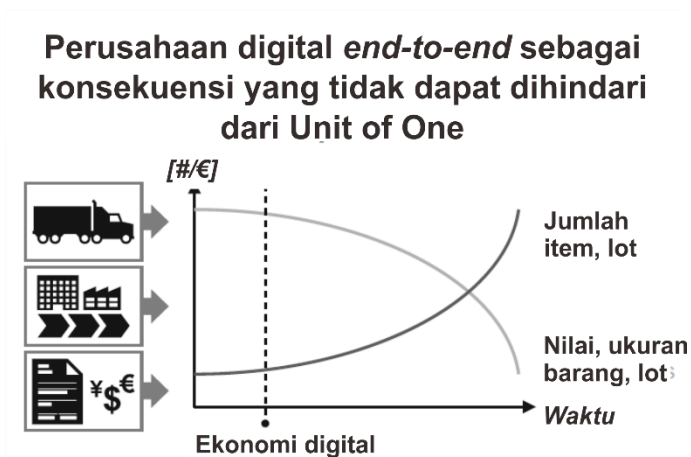 Perusahaan digital end-to-end sebagai
konsekuensi yang tidak dapat dihindari
dari Unit of One
[#/€]
Jumlah
item, lot
¥$€
Nilai, ukuran
barang, lots
Waktu
Ekonomi digital